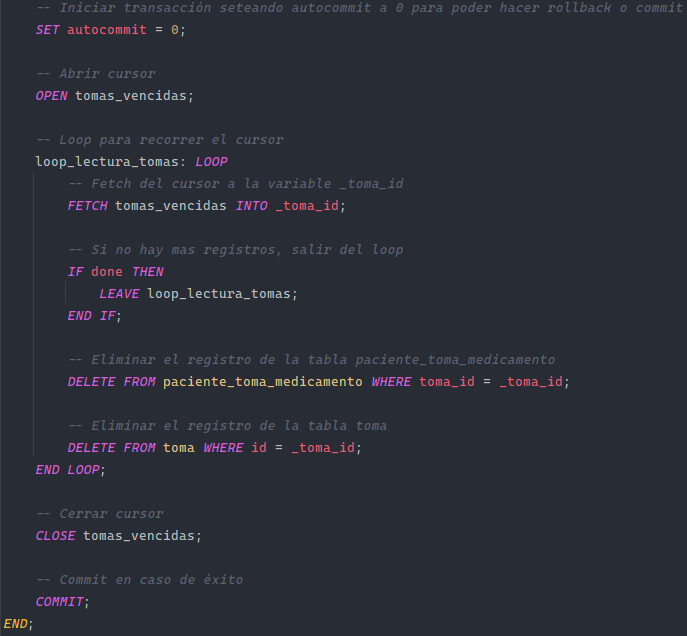 -- Iniciar transacción seteando autocommit a 0 para poder hacer rollback o commit
SET autocommit = 0;
-- Abrir cursor
OPEN tomas_vencidas;
-- Loop para recorrer el cursor
loop_lectura_tomas: LOOP
-- Fetch del cursor a la variable _toma_id
FETCH tomas_vencidas INTO _toma_id;
-- Si no hay mas registros, salir del loop
IF done THEN
LEAVE loop_lectura_tomas;
END IF;
-- Eliminar el registro de la tabla paciente_toma_medicamento
DELETE FROM paciente_toma_medicamento WHERE toma_id = _toma_id;
-- Eliminar el registro de la tabla toma
DELETE FROM toma WHERE id = _toma_id;
END LOOP;
-- Cerrar cursor
CLOSE tomas_vencidas;
-- Commit en caso de éxito
COMMIT;
END;